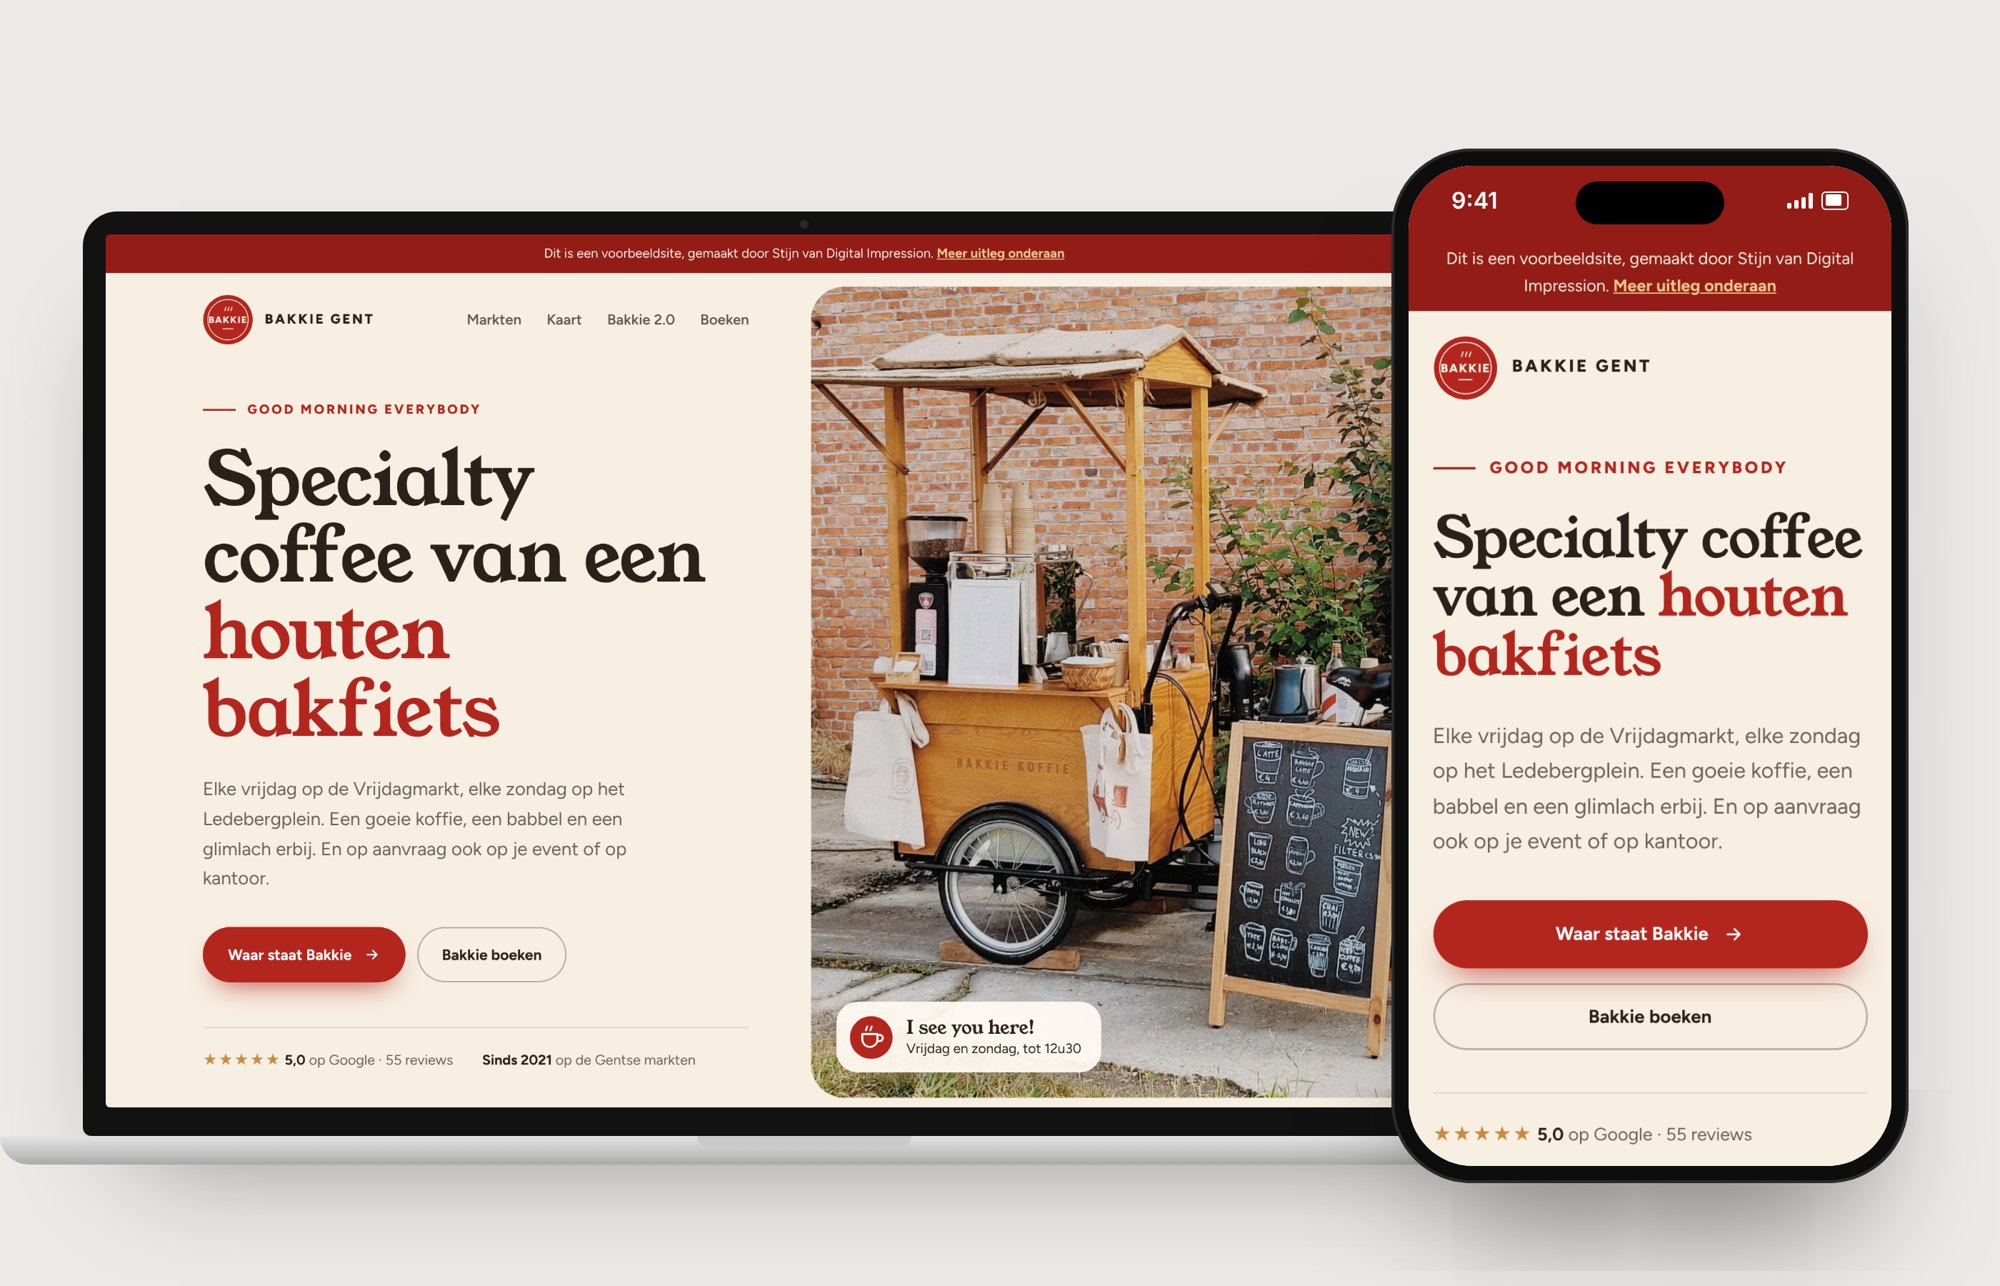 Dit is een voorbeeldsite, gemaakt door Stijn van Digital Impression. Meer uitleg onderaan
BAKKIE
BAKKIE GENT
Markten
Kaart
Bakkie 2.0
Boeken
GOOD MORNING EVERYBODY
Specialty
coffee van een
houten
bakfiets
Elke vrijdag op de Vrijdagmarkt, elke zondag op het
Ledebergplein. Een goeie koffie, een babbel en een
glimlach erbij. En op aanvraag ook op je event of op
kantoor.
Waar staat Bakkie →
Bakkie boeken
★★★★★ 5,0 op Google · 55 reviews
Sinds 2021 op de Gentse markten
BAKKIE KOFFIE
LATTE
NEW
FILTER
I see you here!
Vrijdag en zondag, tot 12u30
9:41
Dit is een voorbeeldsite, gemaakt door Stijn van Digital
Impression. Meer uitleg onderaan
BAKKIE
BAKKIE GENT
GOOD MORNING EVERYBODY
Specialty coffee
van een houten
bakfiets
Elke vrijdag op de Vrijdagmarkt, elke zondag
op het Ledebergplein. Een goeie koffie, een
babbel en een glimlach erbij. En op aanvraag
ook op je event of op kantoor.
Waar staat Bakkie →
Bakkie boeken
★★★★★ 5,0 op Google · 55 reviews